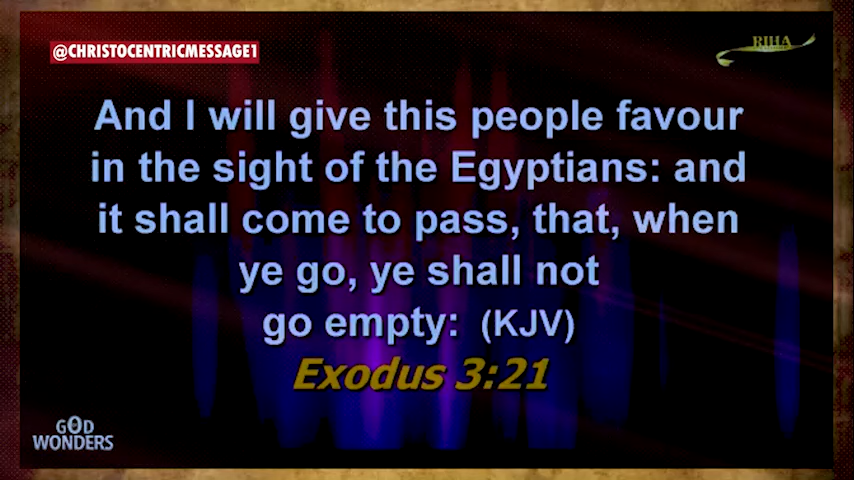 @CHRISTOCENTRICMESSAGE1
RIHA
And I will give this people favour
in the sight of the Egyptians: and
it shall come to pass, that, when
ye go, ye shall not
go empty: (KJV)
Exodus 3:21
GOD
WONDERS